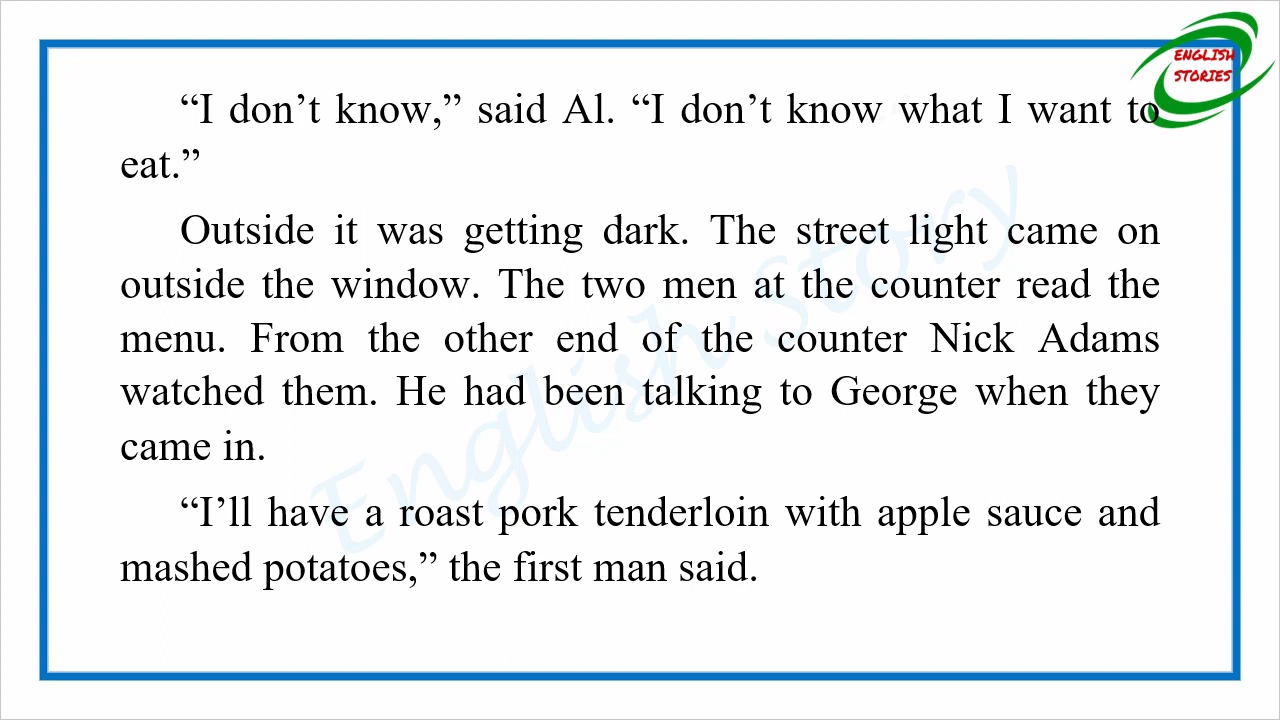 ENGLISH
STORIES
“I don’t know,” said Al. “I don’t know what I want to
eat.”
Outside it was getting dark. The street light came on
outside the window. The two men at the counter read the
menu. From the other end of the counter Nick Adams
watched them. He had been talking to George when they
came in.
“I’ll have a roast pork tenderloin with apple sauce and
mashed potatoes,” the first man said.
English Story